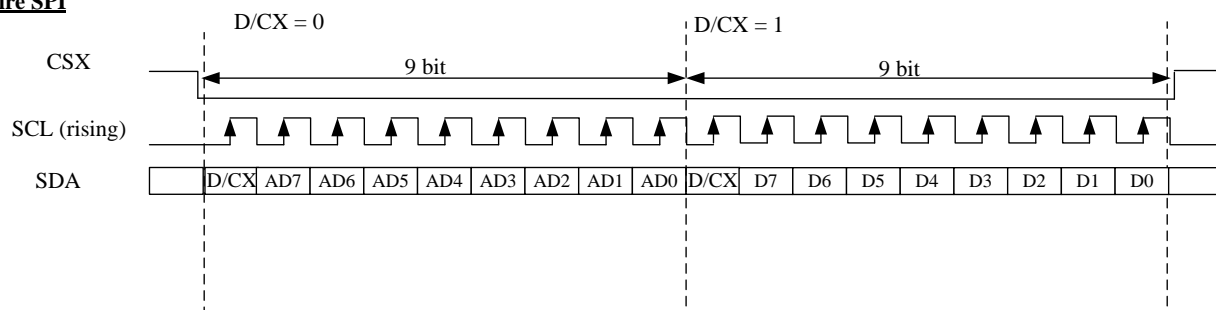 SPI
D/CX = 0
D/CX = 1
CSX
9 bit
9 bit
SCL (rising)
SDA
D/CX AD7 AD6 AD5 AD4 AD3 AD2 AD1 AD0 D/CX D7 D6 D5 D4 D3 D2 D1 D0